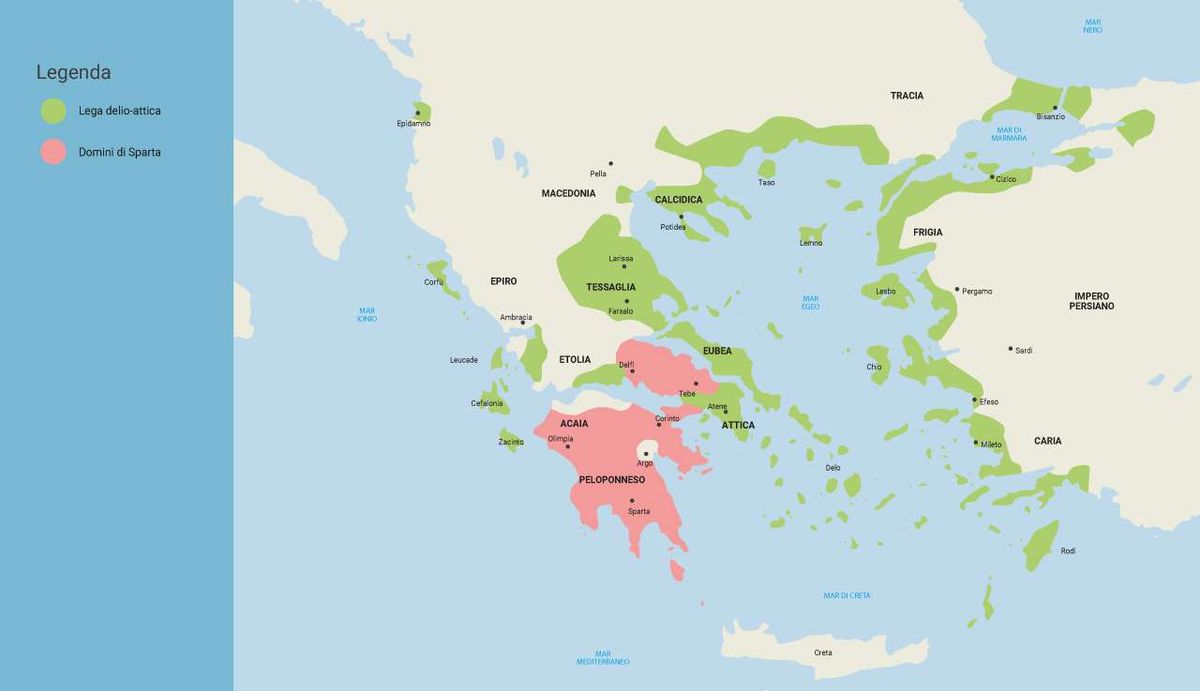 Legenda
Lega delio-attica
Domini di Sparta
MAR
NERO
TRACIA
Bisanzio
Epidamno
MAR DI
MARMARA
Pella
Taso
Cizico
MACEDONIA
CALCIDICA
Potidea
FRIGIA
Lemno
Larissa
Corfù
EPIRO
TESSAGLIA
Lesbo
Pergamo
IMPERO
PERSIANO
MAR
IONIO
MAR
EGEO
Farsalo
Ambracia
Leucade
ETOLIA
EUBEA
Sardi
Delfi
Chio
Tebe
Cefalonia
Atene
Efeso
ACAIA
Corinto
ATTICA
Zacinto
Olimpia
CARIA
Mileto
Argo
Delo
PELOPONNESO
Sparta
Rodi
MAR DI CRETA
Creta
MAR
MEDITERRANEO